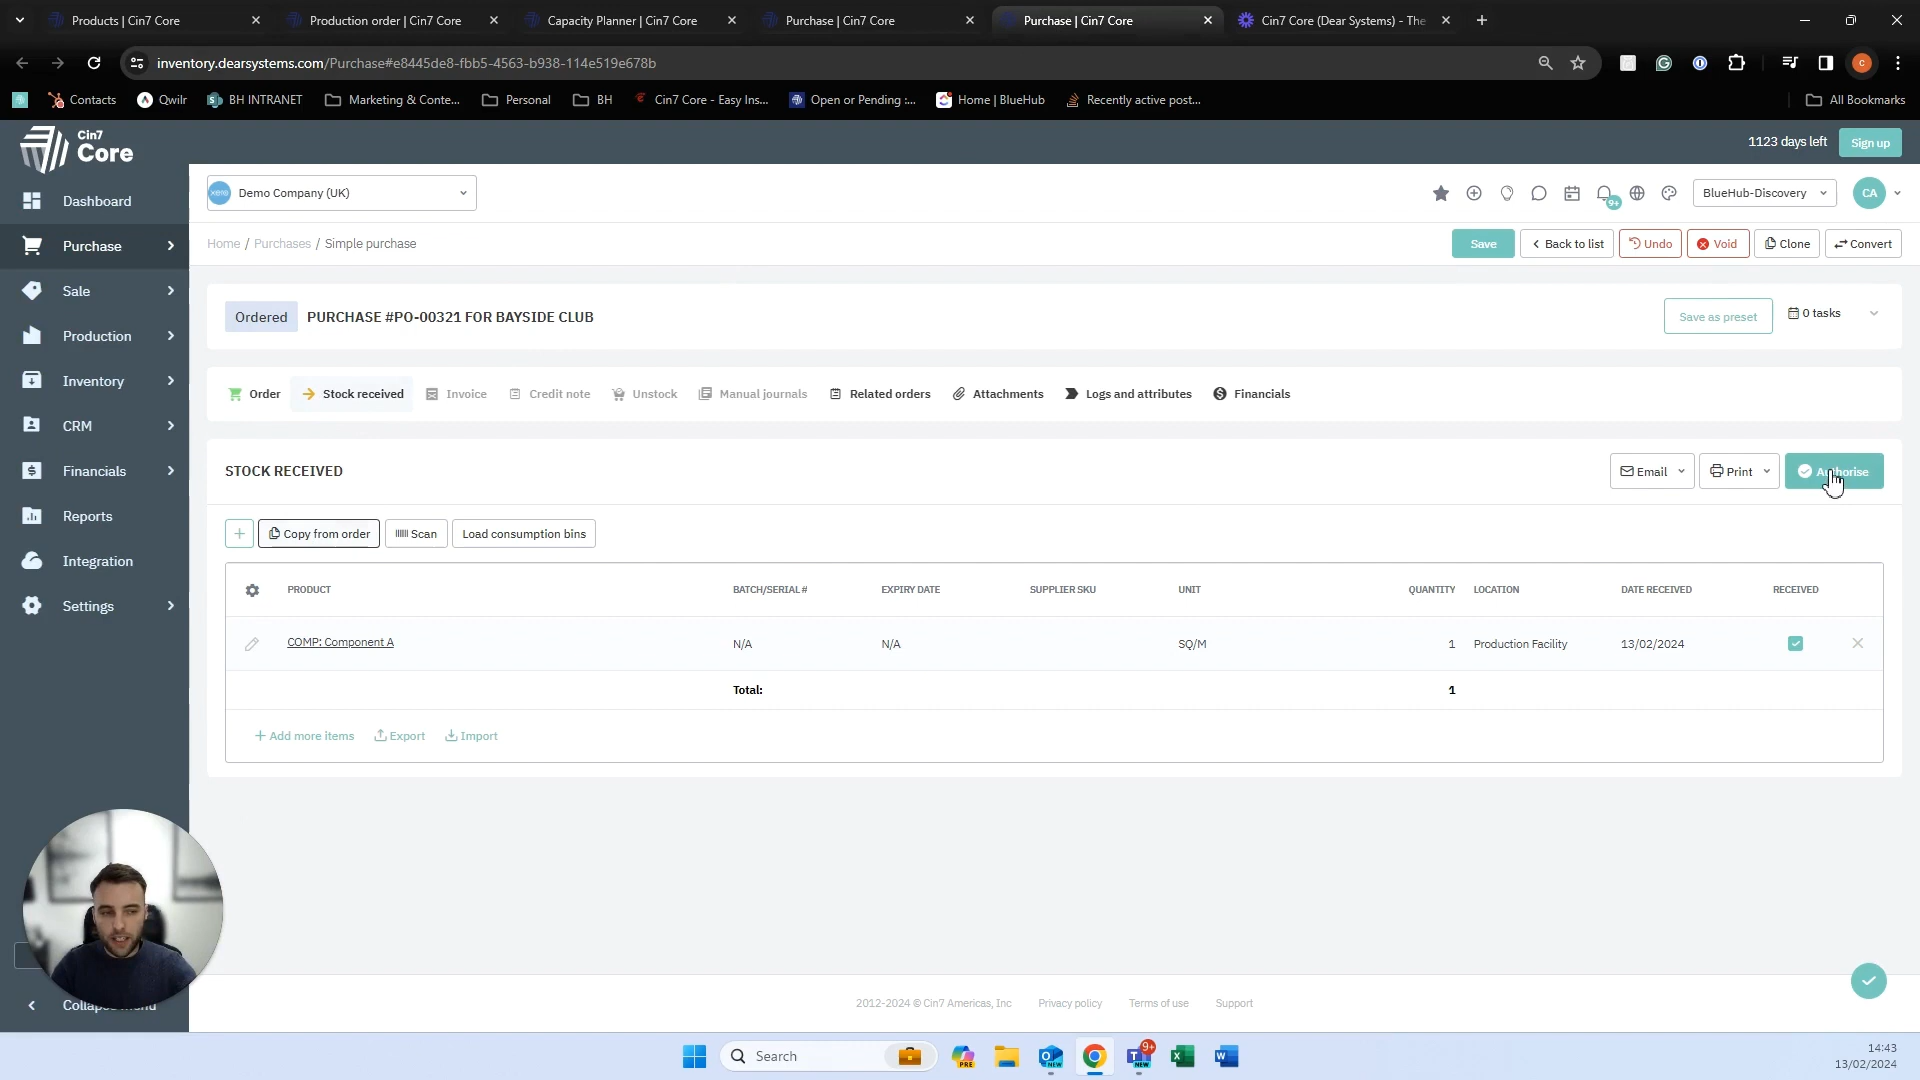 Products | Cin7 Core
Production order | Cin7 Core
Capacity Planner | Cin7 Core
Purchase | Cin7 Core
Purchase | Cin7 Core
Cin7 Core (Dear Systems) - The
inventory.dearsystems.com/Purchase#e8445de8-fbb5-4563-b938-114e519e678b
C
Contacts
Qwilr
BH INTRANET
Marketing & Conte...
Personal
BH
Cin7 Core - Easy Ins...
Open or Pending :...
Home | BlueHub
Recently active post...
All Bookmarks
Cin7
Core
1123 days left
Sign up
Dashboard
Purchase
Sale
Production
Inventory
CRM
Financials
Reports
Integration
Settings
xero
Demo Company (UK)
9+
BlueHub-Discovery
CA
Home / Purchases / Simple purchase
Save
Back to list
Undo
Void
Clone
Convert
Ordered
PURCHASE #PO-00321 FOR BAYSIDE CLUB
Save as preset
0 tasks
Order
Stock received
Invoice
Credit note
Unstock
Manual journals
Related orders
Attachments
Logs and attributes
Financials
STOCK RECEIVED
Email
Print
Authorise
Copy from order
Scan
Load consumption bins
PRODUCT BATCH/SERIAL # EXPIRY DATE SUPPLIER SKU UNIT QUANTITY LOCATION DATE RECEIVED RECEIVED
COMP: Component A N/A N/A SQ/M 1 Production Facility 13/02/2024
Total: 1
+ Add more items
Export
Import
2012-2024 © Cin7 Americas, Inc
Privacy policy
Terms of use
Support
Search
PRE
NEW
9+
NEW
14:43
13/02/2024